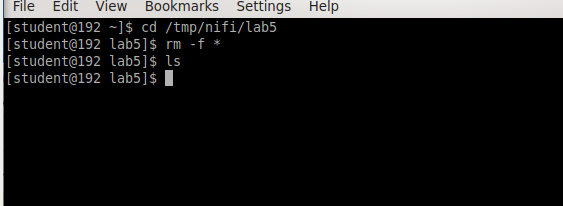 File Edit View Bookmarks Settings Help
[student@192 ~]$ cd /tmp/nifi/lab5
[student@192 lab5]$ rm -f *
[student@192 lab5]$ ls
[student@192 lab5]$